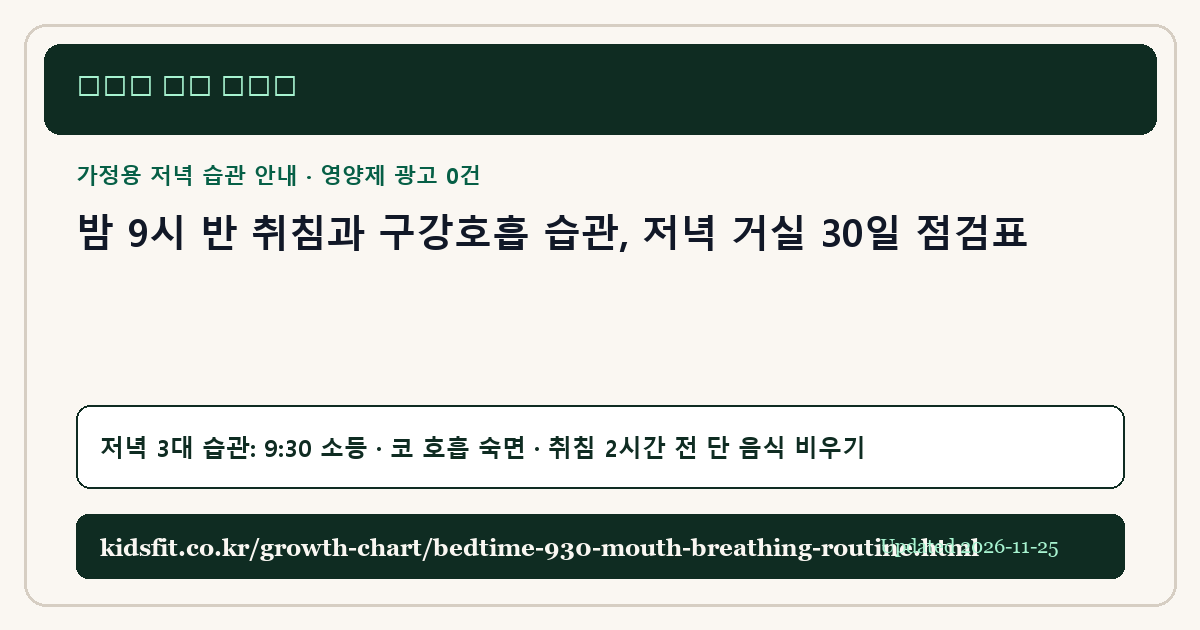 가정용 저녁 습관 안내 · 영양제 광고 0건
밤 9시 반 취침과 구강호흡 습관, 저녁 거실 30일 점검표
저녁 3대 습관: 9:30 소등 · 코 호흡 숙면 · 취침 2시간 전 단 음식 비우기
kidsfit.co.kr/growth-chart/bedtime-930-mouth-breathing-routine.html
Updated 2026-11-25